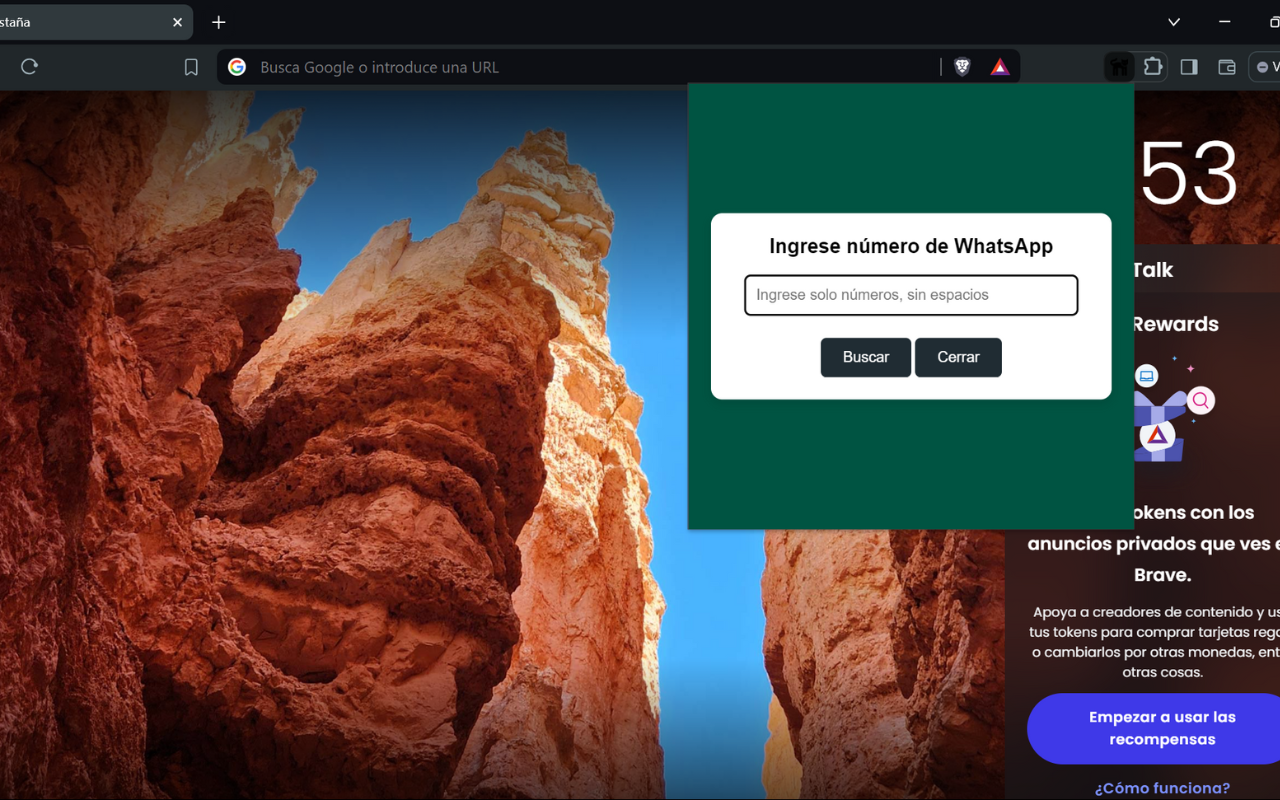 staña
Busca Google o introduce una URL
53
Ingrese número de WhatsApp
Ingrese solo números, sin espacios
Buscar
Cerrar
Talk
Rewards
okens con los
anuncios privados que ves e
Brave.
Apoya a creadores de contenido y us
tus tokens para comprar tarjetas rega
o cambiarlos por otras monedas, ent
otras cosas.
Empezar a usar las
recompensas
¿Cómo funciona?